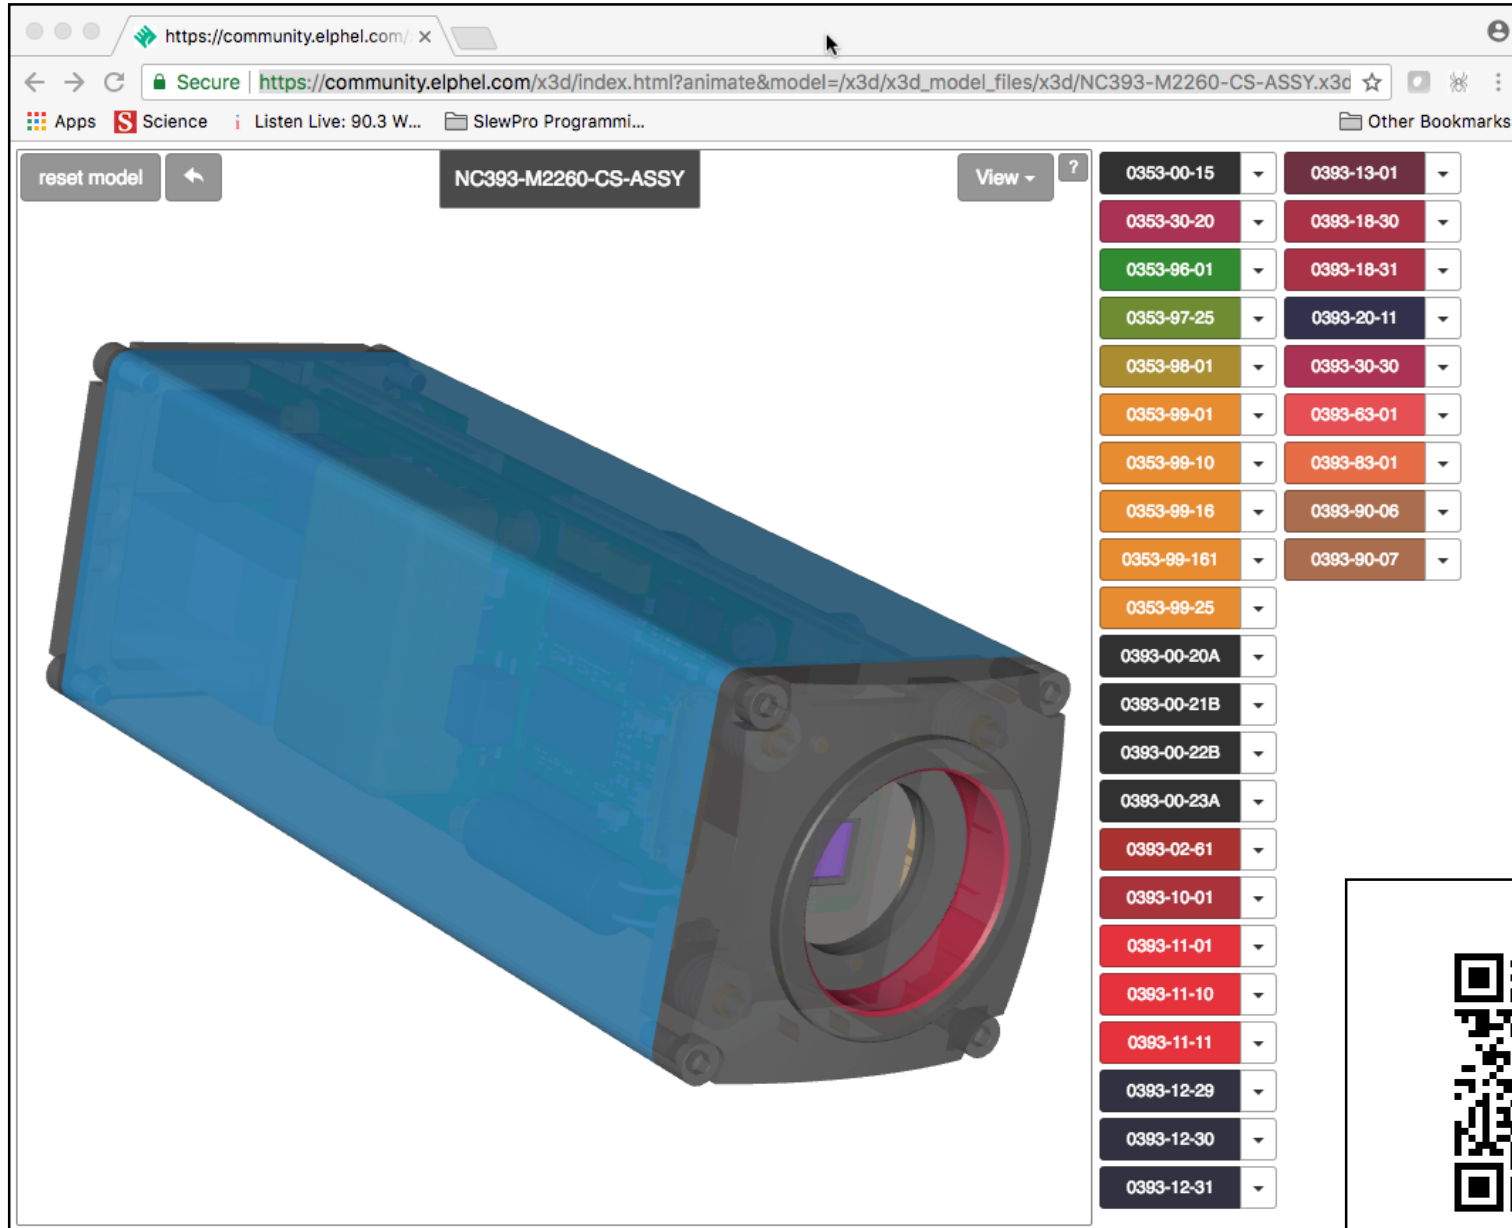 https://community.elphel.com/
Secure https://community.elphel.com/x3d/index.html?animate&model=/x3d/x3d_model_files/x3d/NC393-M2260-CS-ASSY.x3d
Apps Science Listen Live: 90.3 W... SlewPro Programmi... Other Bookmarks
reset model
NC393-M2260-CS-ASSY
View
?
0353-00-15
0353-30-20
0353-96-01
0353-97-25
0353-98-01
0353-99-01
0353-99-10
0353-99-16
0353-99-161
0353-99-25
0393-00-20A
0393-00-21B
0393-00-22B
0393-00-23A
0393-02-61
0393-10-01
0393-11-01
0393-11-10
0393-11-11
0393-12-29
0393-12-30
0393-12-31
0393-13-01
0393-18-30
0393-18-31
0393-20-11
0393-30-30
0393-63-01
0393-83-01
0393-90-06
0393-90-07